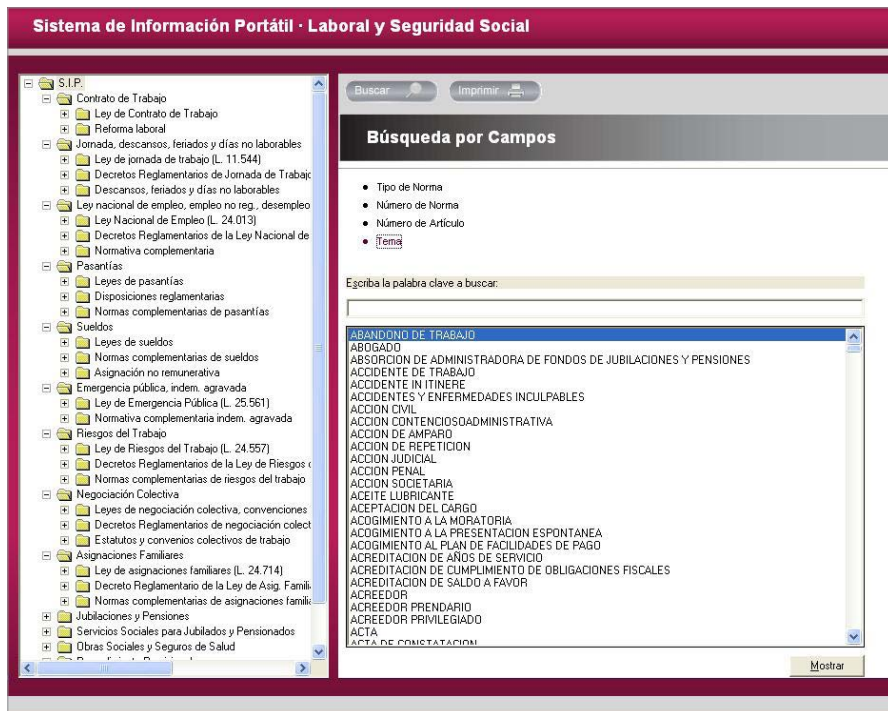 Sistema de Información Portátil · Laboral y Seguridad Social
S.I.P.
Contrato de Trabajo
Ley de Contrato de Trabajo
Reforma laboral
Jornada, descansos, feriados y días no laborables
Ley de jornada de trabajo (L. 11.544)
Decretos Reglamentarios de Jornada de Trabajo
Descansos, feriados y días no laborables
Ley nacional de empleo, empleo no reg., desempleo
Ley Nacional de Empleo (L. 24.013)
Decretos Reglamentarios de la Ley Nacional de
Normativa complementaria
Pasantías
Leyes de pasantías
Disposiciones reglamentarias
Normas complementarias de pasantías
Sueldos
Leyes de sueldos
Normas complementarias de sueldos
Asignación no remunerativa
Emergencia pública, indem. agravada
Ley de Emergencia Pública (L. 25.561)
Normativa complementaria indem. agravada
Riesgos del Trabajo
Ley de Riesgos del Trabajo (L. 24.557)
Decretos Reglamentarios de la Ley de Riesgos
Normas complementarias de riesgos del trabajo
Negociación Colectiva
Leyes de negociación colectiva, convenciones
Decretos Reglamentarios de negociación colect
Estatutos y convenios colectivos de trabajo
Asignaciones Familiares
Ley de asignaciones familiares (L. 24.714)
Decreto Reglamentario de la Ley de Asig. Famili
Normas complementarias de asignaciones famili
Jubilaciones y Pensiones
Servicios Sociales para Jubilados y Pensionados
Obras Sociales y Seguros de Salud
Buscar
Imprimir
Búsqueda por Campos
Tipo de Norma
Número de Norma
Número de Artículo
Tema
Escriba la palabra clave a buscar:
ABANDONO DE TRABAJO
ABOGADO
ABSORCION DE ADMINISTRADORA DE FONDOS DE JUBILACIONES Y PENSIONES
ACCIDENTE DE TRABAJO
ACCIDENTE IN ITINERE
ACCIDENTES Y ENFERMEDADES INCULPABLES
ACCION CIVIL
ACCION CONTENCIOSOADMINISTRATIVA
ACCION DE AMPARO
ACCION DE REPETICION
ACCION JUDICIAL
ACCION PENAL
ACCION SOCIETARIA
ACEITE LUBRICANTE
ACEPTACION DEL CARGO
ACOGIMIENTO A LA MORATORIA
ACOGIMIENTO A LA PRESENTACION ESPONTANEA
ACOGIMIENTO AL PLAN DE FACILIDADES DE PAGO
ACREDITACION DE AÑOS DE SERVICIO
ACREDITACION DE CUMPLIMIENTO DE OBLIGACIONES FISCALES
ACREDITACION DE SALDO A FAVOR
ACREEDOR
ACREEDOR PRENDARIO
ACREEDOR PRIVILEGIADO
ACTA
ACTA DE CONSTATACION
Mostrar